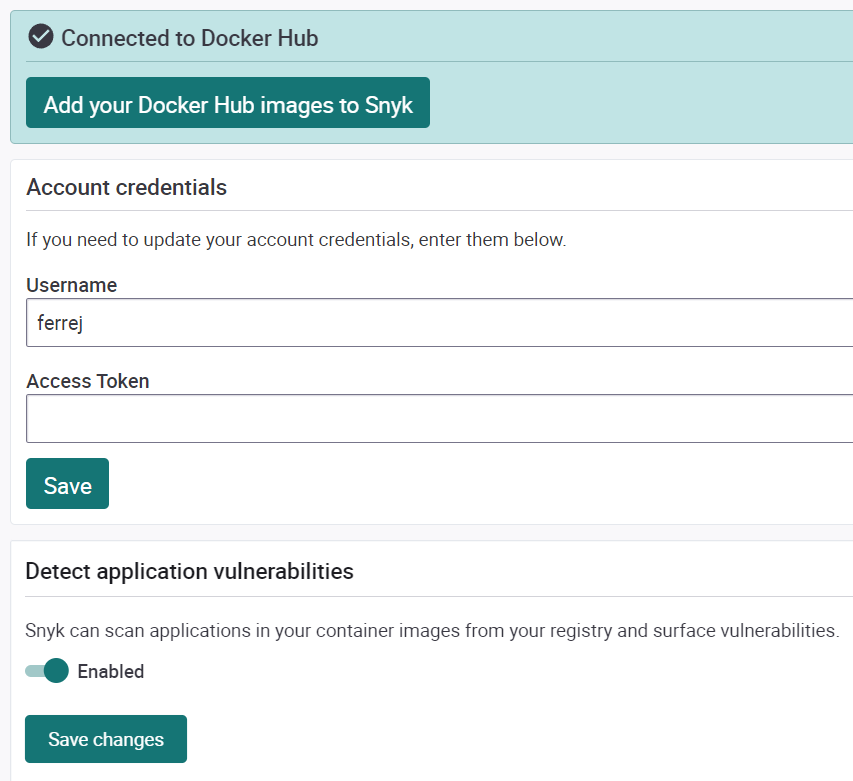 Connected to Docker Hub
Add your Docker Hub images to Snyk
Account credentials
If you need to update your account credentials, enter them below.
Username
ferrej
Access Token
Save
Detect application vulnerabilities
Snyk can scan applications in your container images from your registry and surface vulnerabilities.
Enabled
Save changes